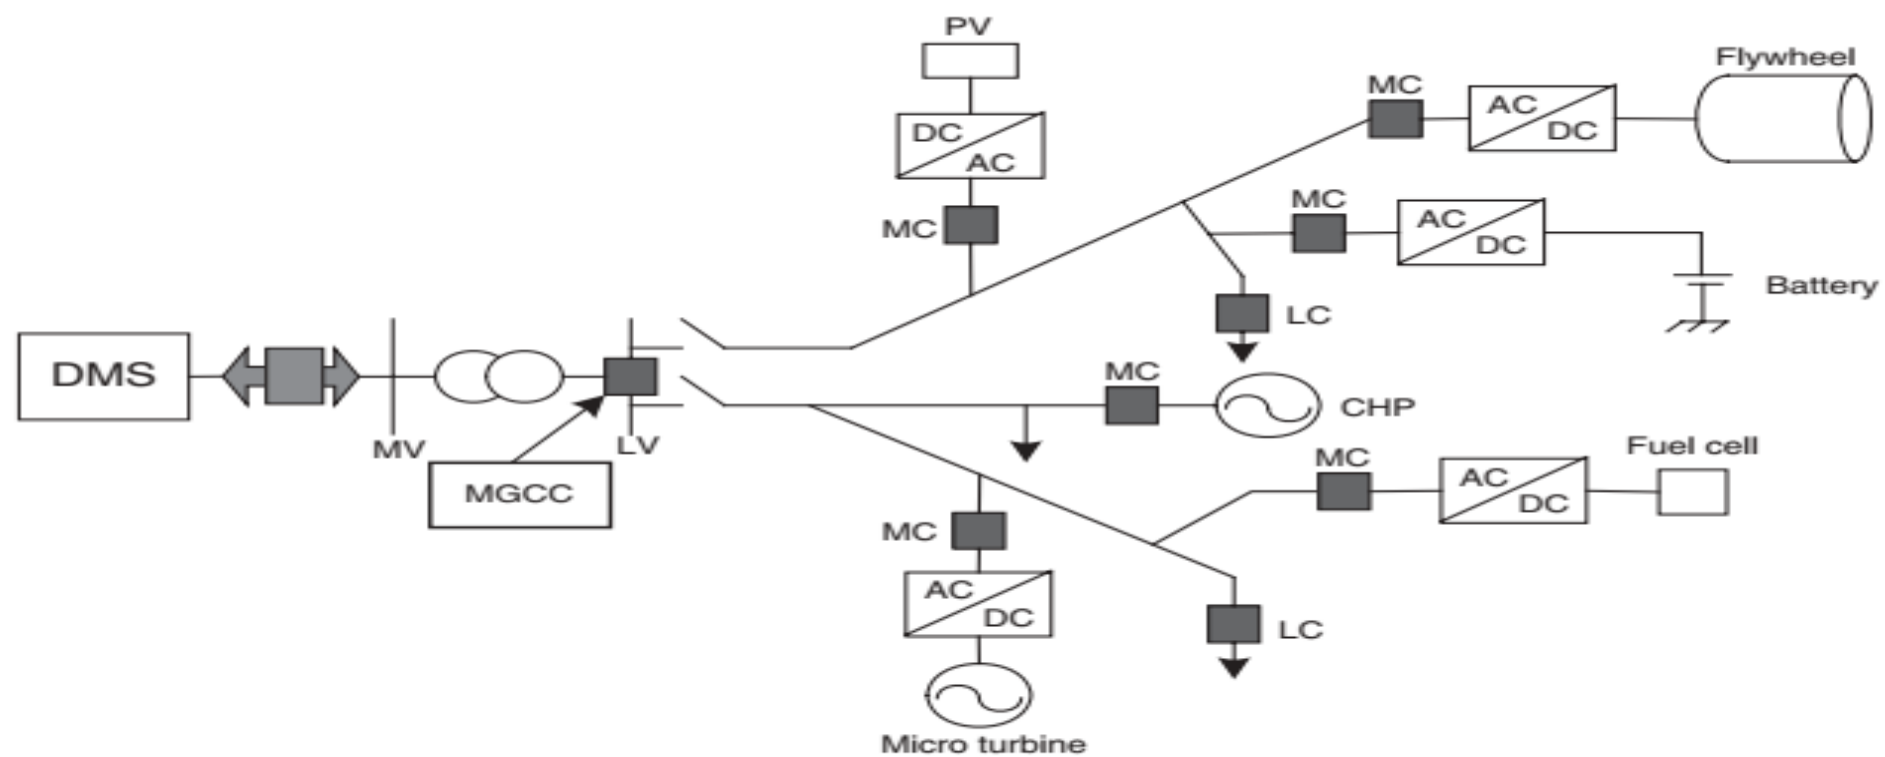 PV
Flywheel
MC
AC
DC
DC
AC
MC
MC
AC
DC
Battery
LC
DMS
MC
CHP
MV
LV
MGCC
Fuel cell
MC
AC
DC
MC
AC
DC
LC
Micro turbine